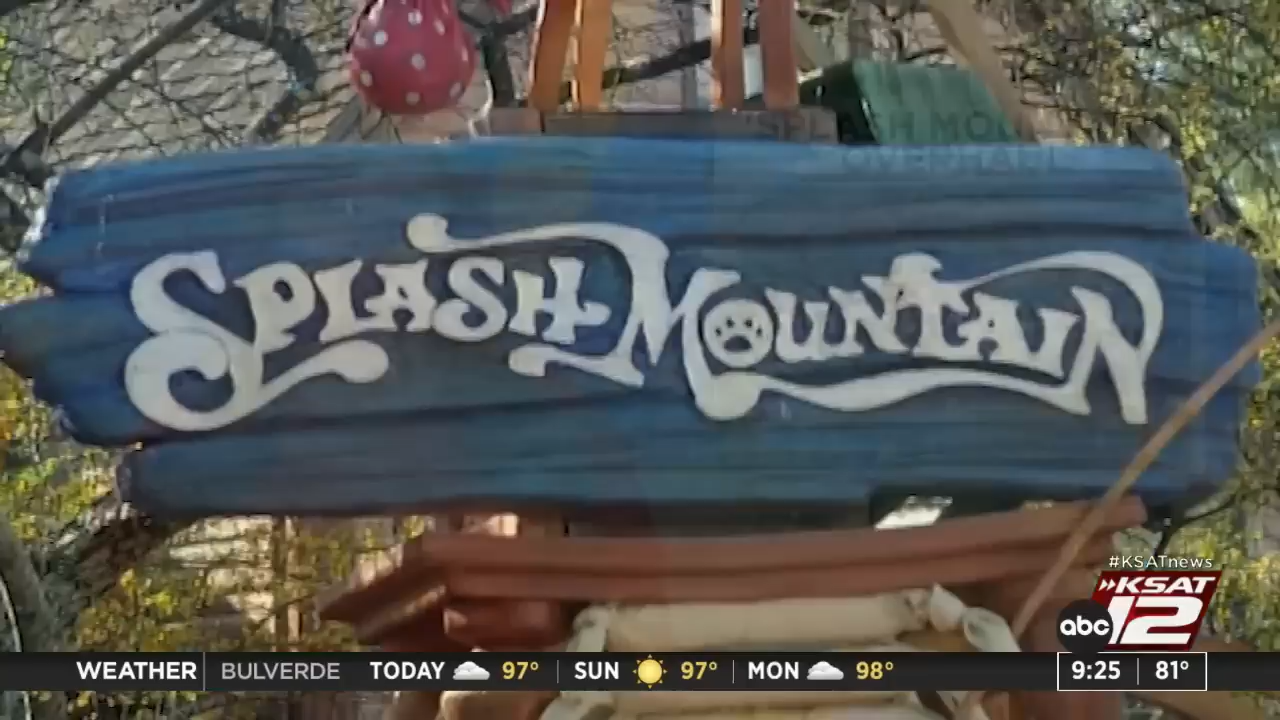 SPLASH MOUNTAIN
#KSATnews
KSAT
abc 12
WEATHER BULVERDE TODAY 97° SUN 97° MON 98° 9:25 81°